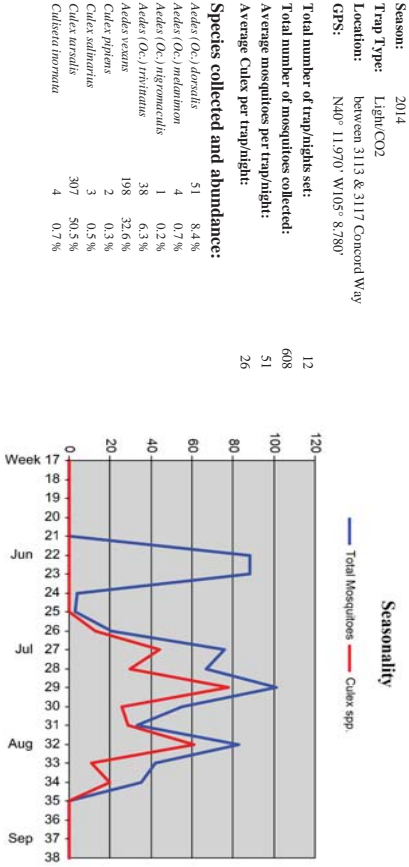 Season: 2014
Trap Type: Light/CO2
Location: between 3113 & 3117 Concord Way
GPS: N40° 11.970' W105° 8.780'
Total number of trap/nights set: 12
Total number of mosquitoes collected: 608
Average mosquitoes per trap/night: 51
Average Culex per trap/night: 26
Species collected and abundance:
Aedes (Oc.) dorsalis 51 8.4 %
Aedes (Oc.) melanimon 4 0.7 %
Aedes (Oc.) nigromaculis 1 0.2 %
Aedes (Oc.) trivittatus 38 6.3 %
Aedes vexans 198 32.6 %
Culex pipiens 2 0.3 %
Culex salinarius 3 0.5 %
Culex tarsalis 307 50.5 %
Culiseta inornata 4 0.7 %
Seasonality
Total Mosquitoes Culex spp.
120
100
80
60
40
20
0
Week 17 18 19 20 21 22 23 24 25 26 27 28 29 30 31 32 33 34 35 36 37 38
Jun Jul Aug Sep